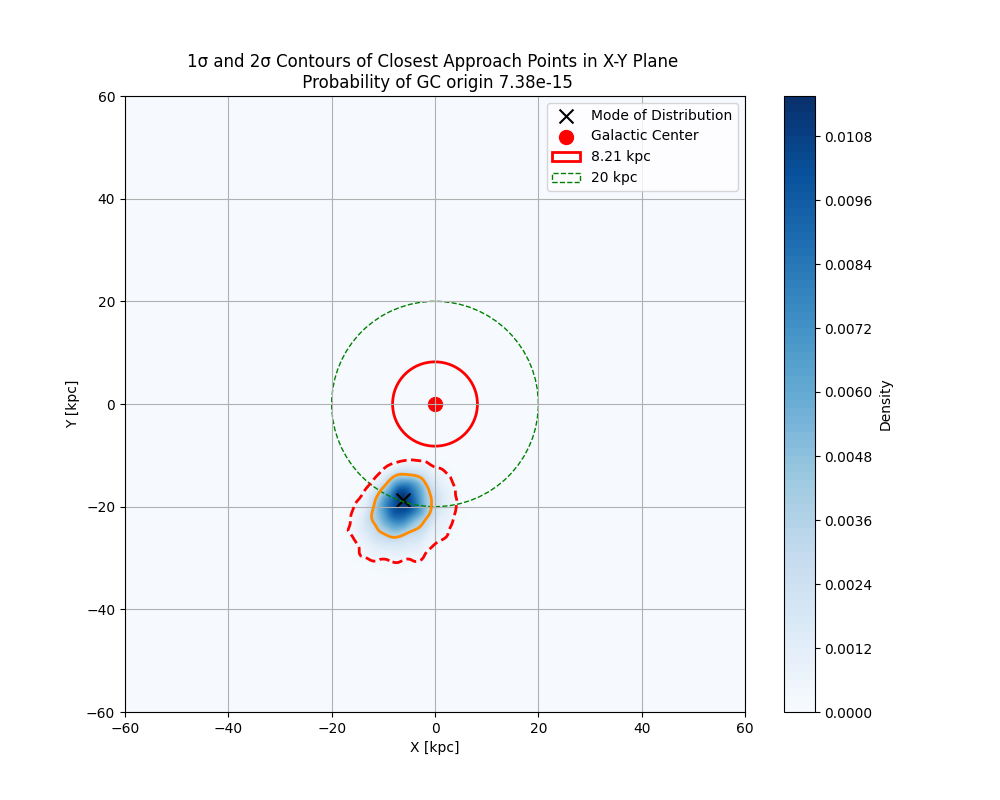 1σ and 2σ Contours of Closest Approach Points in X-Y Plane
Probability of GC origin 7.38e-15
Mode of Distribution
Galactic Center
8.21 kpc
20 kpc
60
40
20
0
−20
−40
−60
Y [kpc]
−60 −40 −20 0 20 40 60
X [kpc]
0.0108
0.0096
0.0084
0.0072
0.0060
0.0048
0.0036
0.0024
0.0012
0.0000
Density